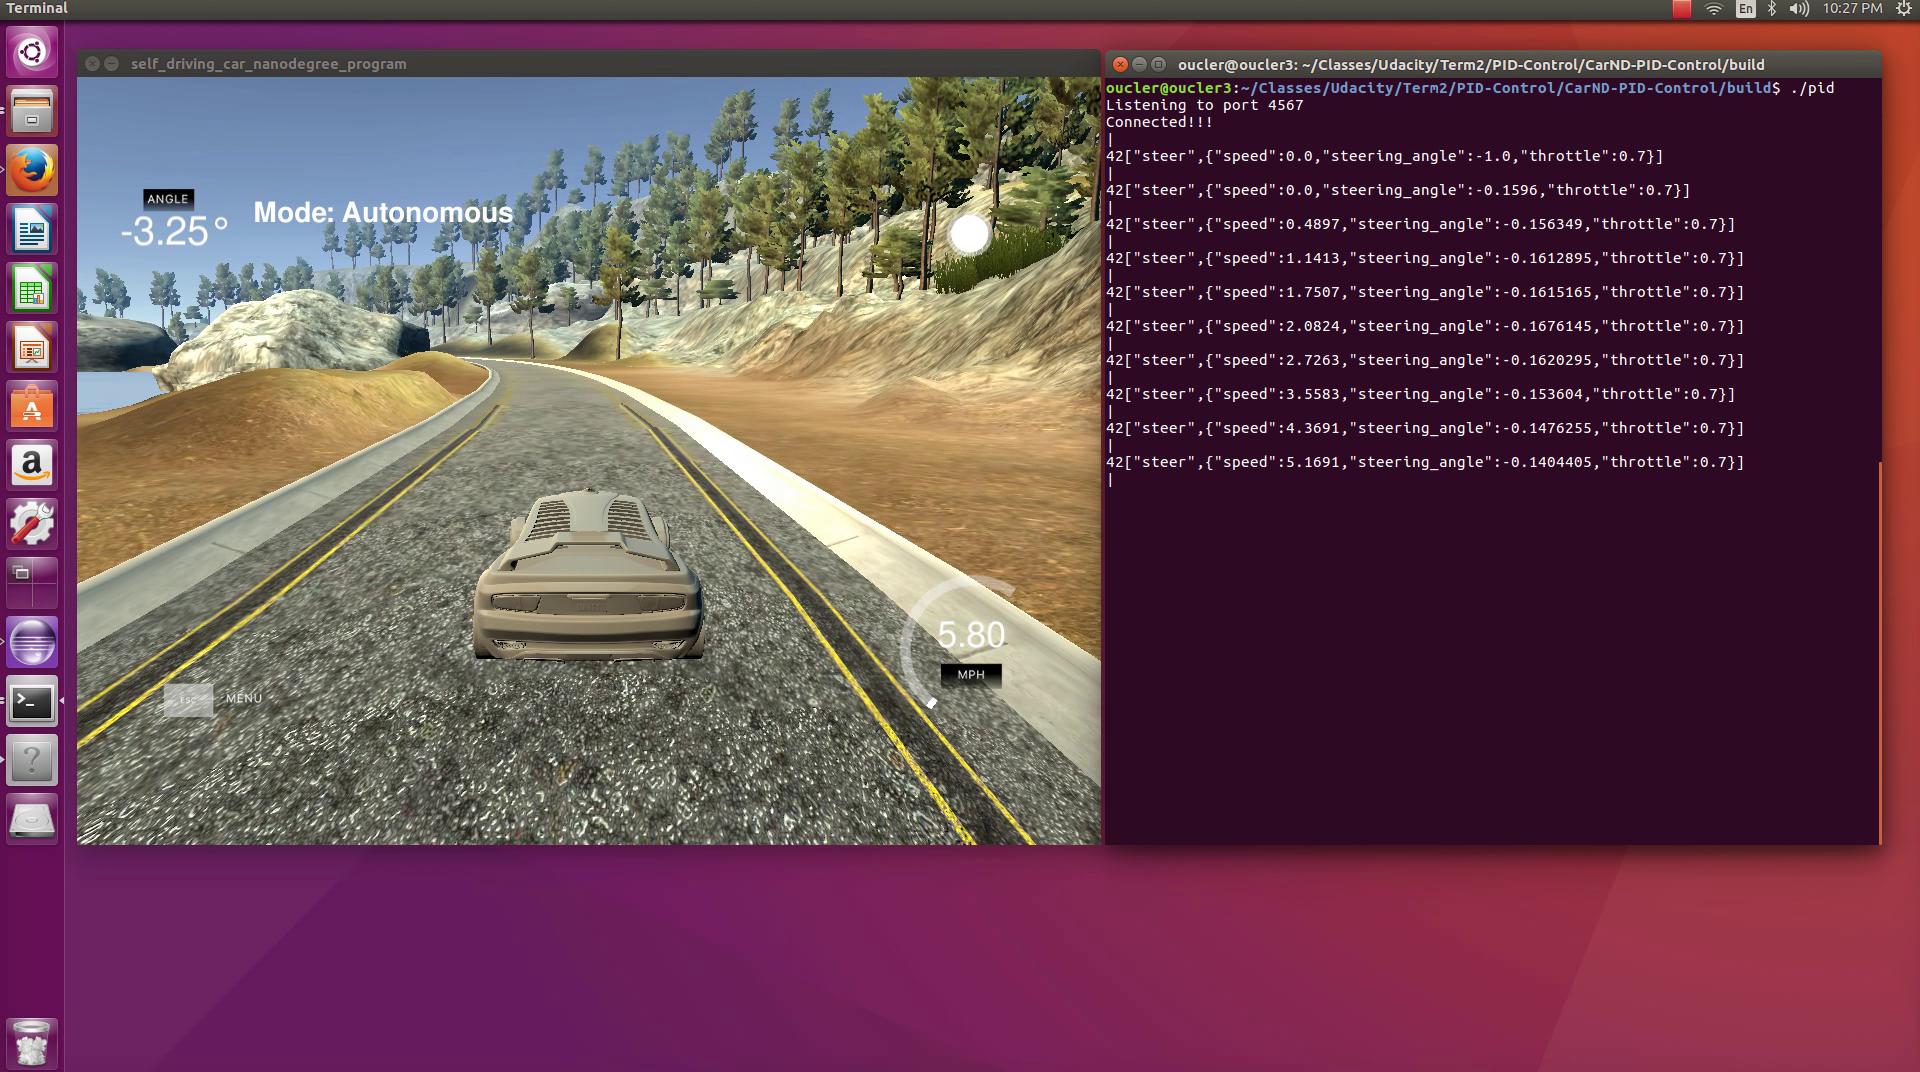 Terminal
En
10:27 PM
self_driving_car_nanodegree_program
ANGLE
-3.25°
Mode: Autonomous
5.80
MPH
ESC
MENU
oucler@oucler3: ~/Classes/Udacity/Term2/PID-Control/CarND-PID-Control/build
oucler@oucler3:~/Classes/Udacity/Term2/PID-Control/CarND-PID-Control/build$ ./pid
Listening to port 4567
Connected!!!
|
42["steer",{"speed":0.0,"steering_angle":-1.0,"throttle":0.7}]
|
42["steer",{"speed":0.0,"steering_angle":-0.1596,"throttle":0.7}]
|
42["steer",{"speed":0.4897,"steering_angle":-0.156349,"throttle":0.7}]
|
42["steer",{"speed":1.1413,"steering_angle":-0.1612895,"throttle":0.7}]
|
42["steer",{"speed":1.7507,"steering_angle":-0.1615165,"throttle":0.7}]
|
42["steer",{"speed":2.0824,"steering_angle":-0.1676145,"throttle":0.7}]
|
42["steer",{"speed":2.7263,"steering_angle":-0.1620295,"throttle":0.7}]
|
42["steer",{"speed":3.5583,"steering_angle":-0.153604,"throttle":0.7}]
|
42["steer",{"speed":4.3691,"steering_angle":-0.1476255,"throttle":0.7}]
|
42["steer",{"speed":5.1691,"steering_angle":-0.1404405,"throttle":0.7}]
|